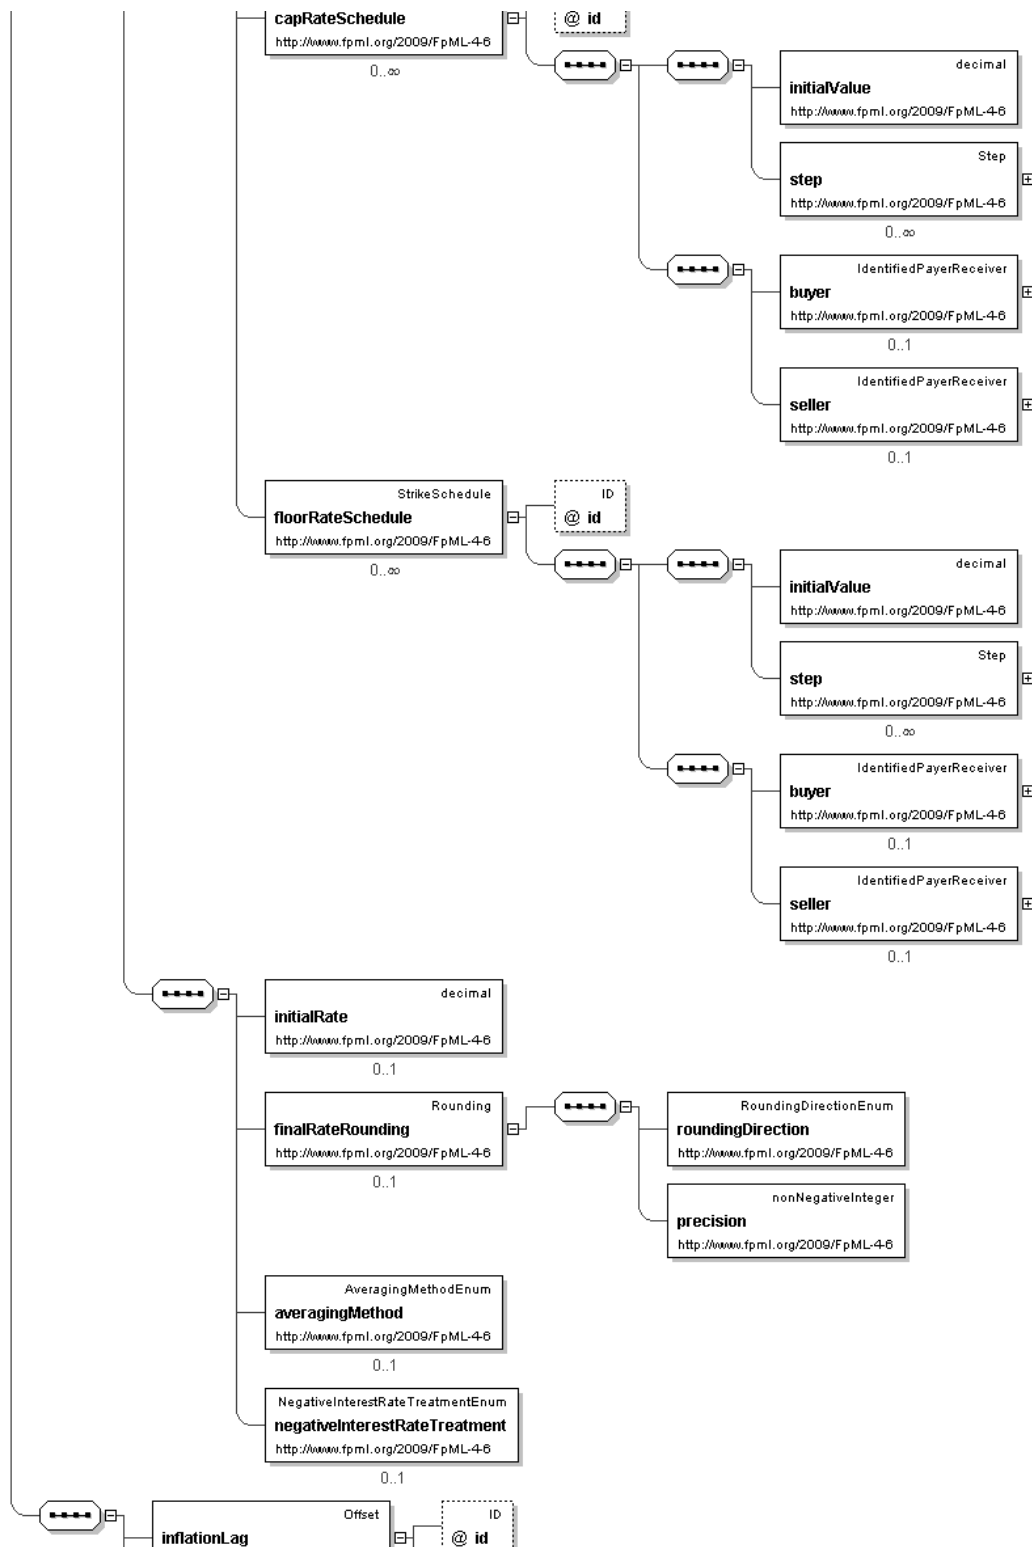 capRateSchedule
http://www.fpml.org/2009/FpML-4-6
0..∞
@ id
decimal
initialValue
http://www.fpml.org/2009/FpML-4-6
Step
step
http://www.fpml.org/2009/FpML-4-6
0..∞
IdentifiedPayerReceiver
buyer
http://www.fpml.org/2009/FpML-4-6
0..1
IdentifiedPayerReceiver
seller
http://www.fpml.org/2009/FpML-4-6
0..1
StrikeSchedule
floorRateSchedule
http://www.fpml.org/2009/FpML-4-6
0..∞
ID
@ id
decimal
initialValue
http://www.fpml.org/2009/FpML-4-6
Step
step
http://www.fpml.org/2009/FpML-4-6
0..∞
IdentifiedPayerReceiver
buyer
http://www.fpml.org/2009/FpML-4-6
0..1
IdentifiedPayerReceiver
seller
http://www.fpml.org/2009/FpML-4-6
0..1
decimal
initialRate
http://www.fpml.org/2009/FpML-4-6
0..1
Rounding
finalRateRounding
http://www.fpml.org/2009/FpML-4-6
0..1
RoundingDirectionEnum
roundingDirection
http://www.fpml.org/2009/FpML-4-6
nonNegativeInteger
precision
http://www.fpml.org/2009/FpML-4-6
AveragingMethodEnum
averagingMethod
http://www.fpml.org/2009/FpML-4-6
0..1
NegativeInterestRateTreatmentEnum
negativeInterestRateTreatment
http://www.fpml.org/2009/FpML-4-6
0..1
Offset
inflationLag
ID
@ id